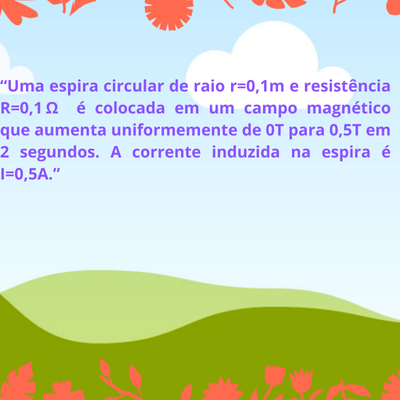 “Uma espira circular de raio r=0,1m e resistência
R=0,1Ω é colocada em um campo magnético
que aumenta uniformemente de 0T para 0,5T em
2 segundos. A corrente induzida na espira é
I=0,5A.”